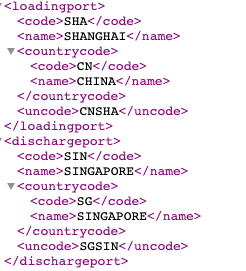 <loadingport>
<code>SHA</code>
<name>SHANGHAI</name>
<countrycode>
<code>CN</code>
<name>CHINA</name>
</countrycode>
<uncode>CNSHA</uncode>
</loadingport>
<dischargeport>
<code>SIN</code>
<name>SINGAPORE</name>
<countrycode>
<code>SG</code>
<name>SINGAPORE</name>
</countrycode>
<uncode>SGSIN</uncode>
</dischargeport>